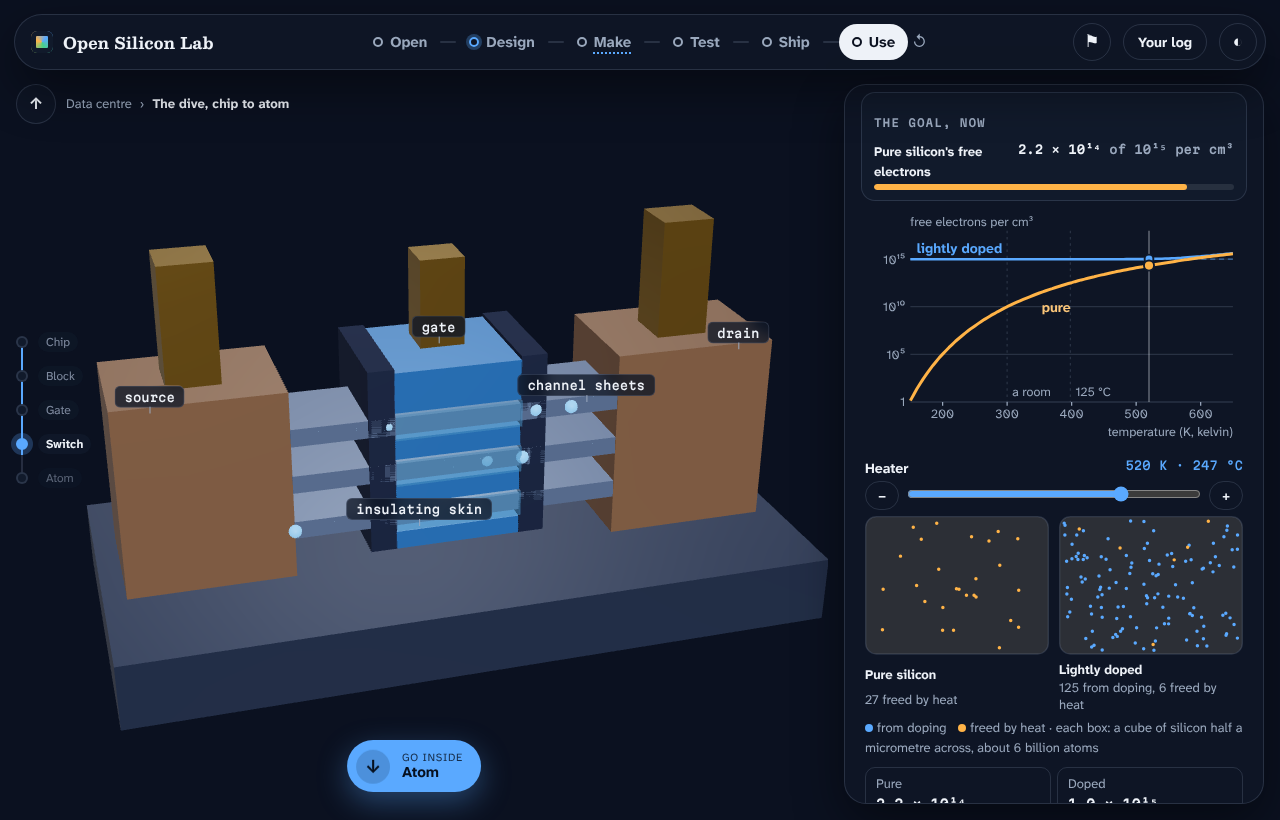 Open Silicon Lab
Open
Design
Make
Test
Ship
Use
Your log
Data centre › The dive, chip to atom
Chip
Block
Gate
Switch
Atom
source
gate
drain
channel sheets
insulating skin
GO INSIDE
Atom
THE GOAL, NOW
Pure silicon's free electrons
2.2 × 10¹⁴ of 10¹⁵ per cm³
free electrons per cm³
lightly doped
pure
10¹⁵
10¹⁰
10⁵
1
a room
125 °C
200 300 400 500 600
temperature (K, kelvin)
Heater
520 K · 247 °C
− +
Pure silicon
27 freed by heat
Lightly doped
125 from doping, 6 freed by
heat
from doping freed by heat · each box: a cube of silicon half a
micrometre across, about 6 billion atoms
Pure
Doped